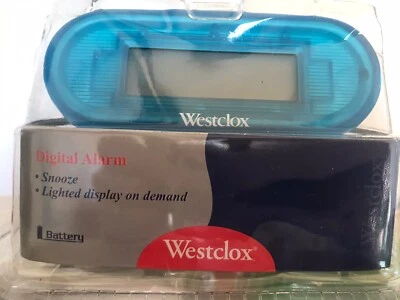 Westclox
Digital Alarm
• Snooze
• Lighted display on demand
Battery
Westclox®